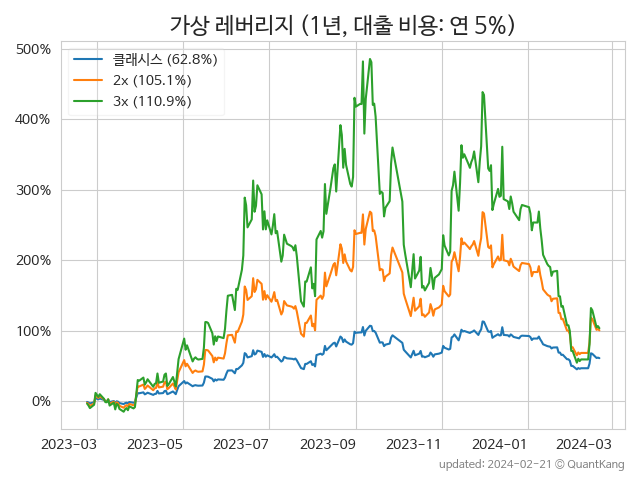 가상 레버리지 (1년, 대출 비용: 연 5%)
500%
400%
300%
200%
100%
0%
클래시스 (62.8%)
2x (105.1%)
3x (110.9%)
2023-03
2023-05
2023-07
2023-09
2023-11
2024-01
2024-03
updated: 2024-02-21 © QuantKang